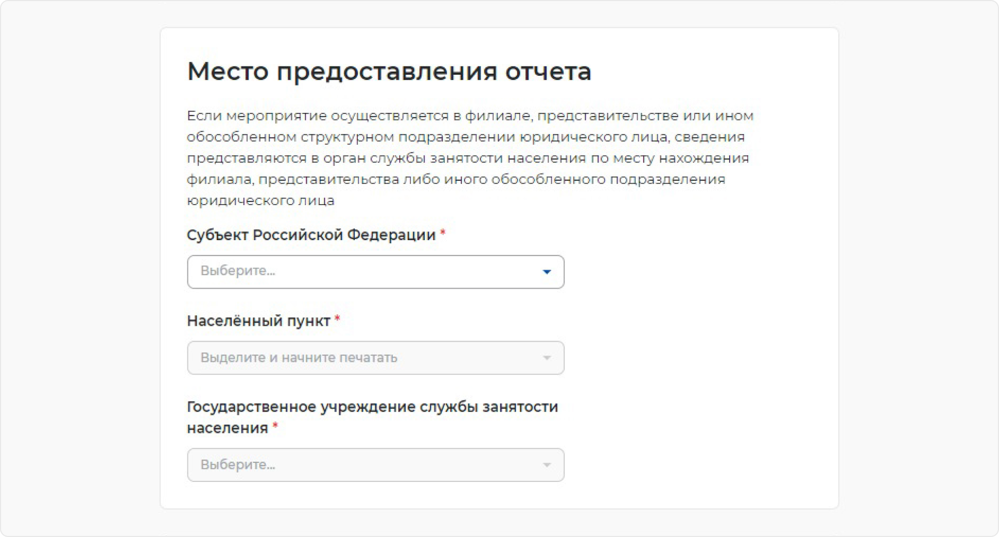 Место предоставления отчета
Если мероприятие осуществляется в филиале, представительстве или ином
обособленном структурном подразделении юридического лица, сведения
представляются в орган службы занятости населения по месту нахождения
филиала, представительства либо иного обособленного подразделения
юридического лица
Субъект Российской Федерации *
Выберите...
Населённый пункт *
Выделите и начните печатать
Государственное учреждение службы занятости
населения *
Выберите...